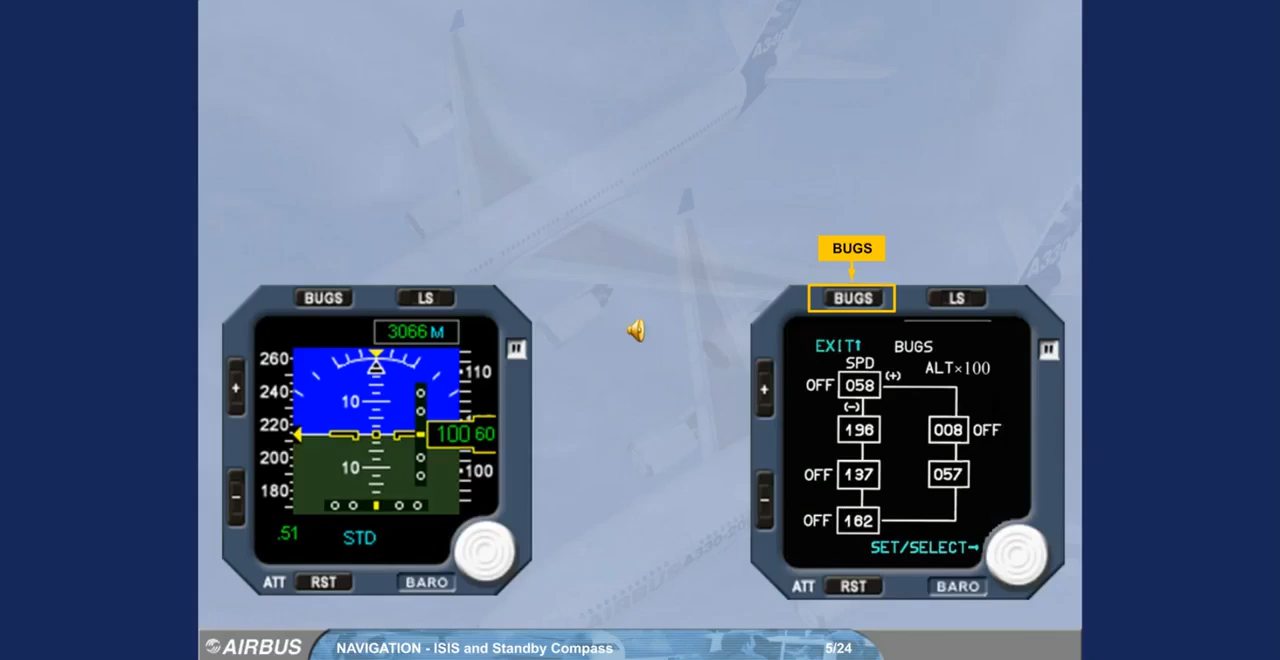 BUGS
BUGS LS
3066 M
260
240
220
200
180
10
10
110
100 60
100
+
-
.51
STD
ATT RST BARO
BUGS LS
EXIT↑ BUGS
SPD
ALT×100
OFF 058 (+)
(-)
196 008 OFF
OFF 137 057
OFF 162
SET/SELECT→
+
-
ATT RST BARO
AIRBUS NAVIGATION - ISIS and Standby Compass 5/24